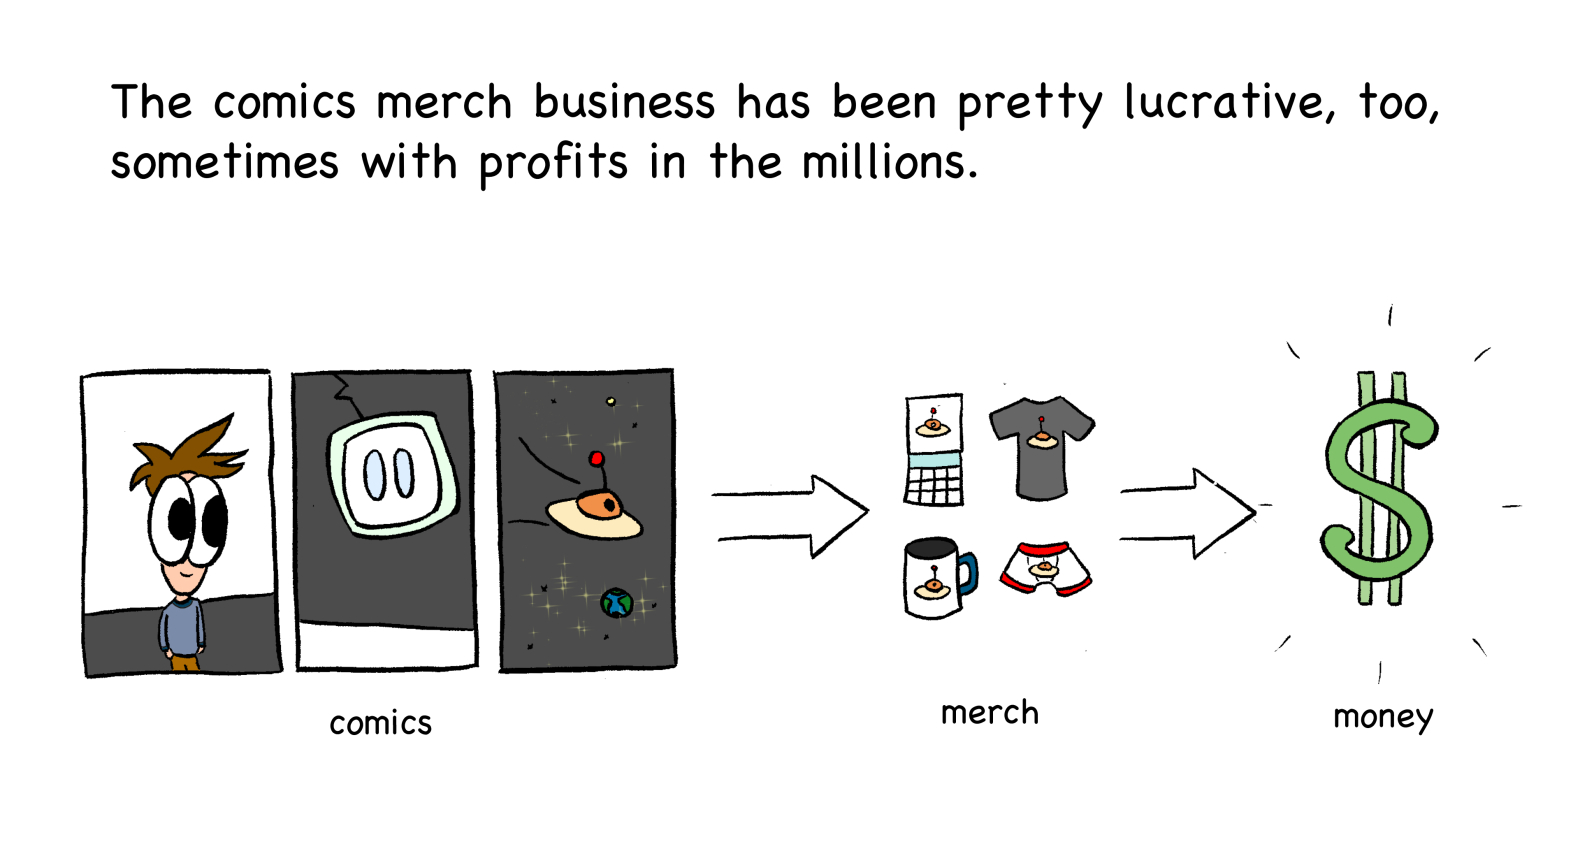 The comics merch business has been pretty lucrative, too,
sometimes with profits in the millions.
comics
merch
money